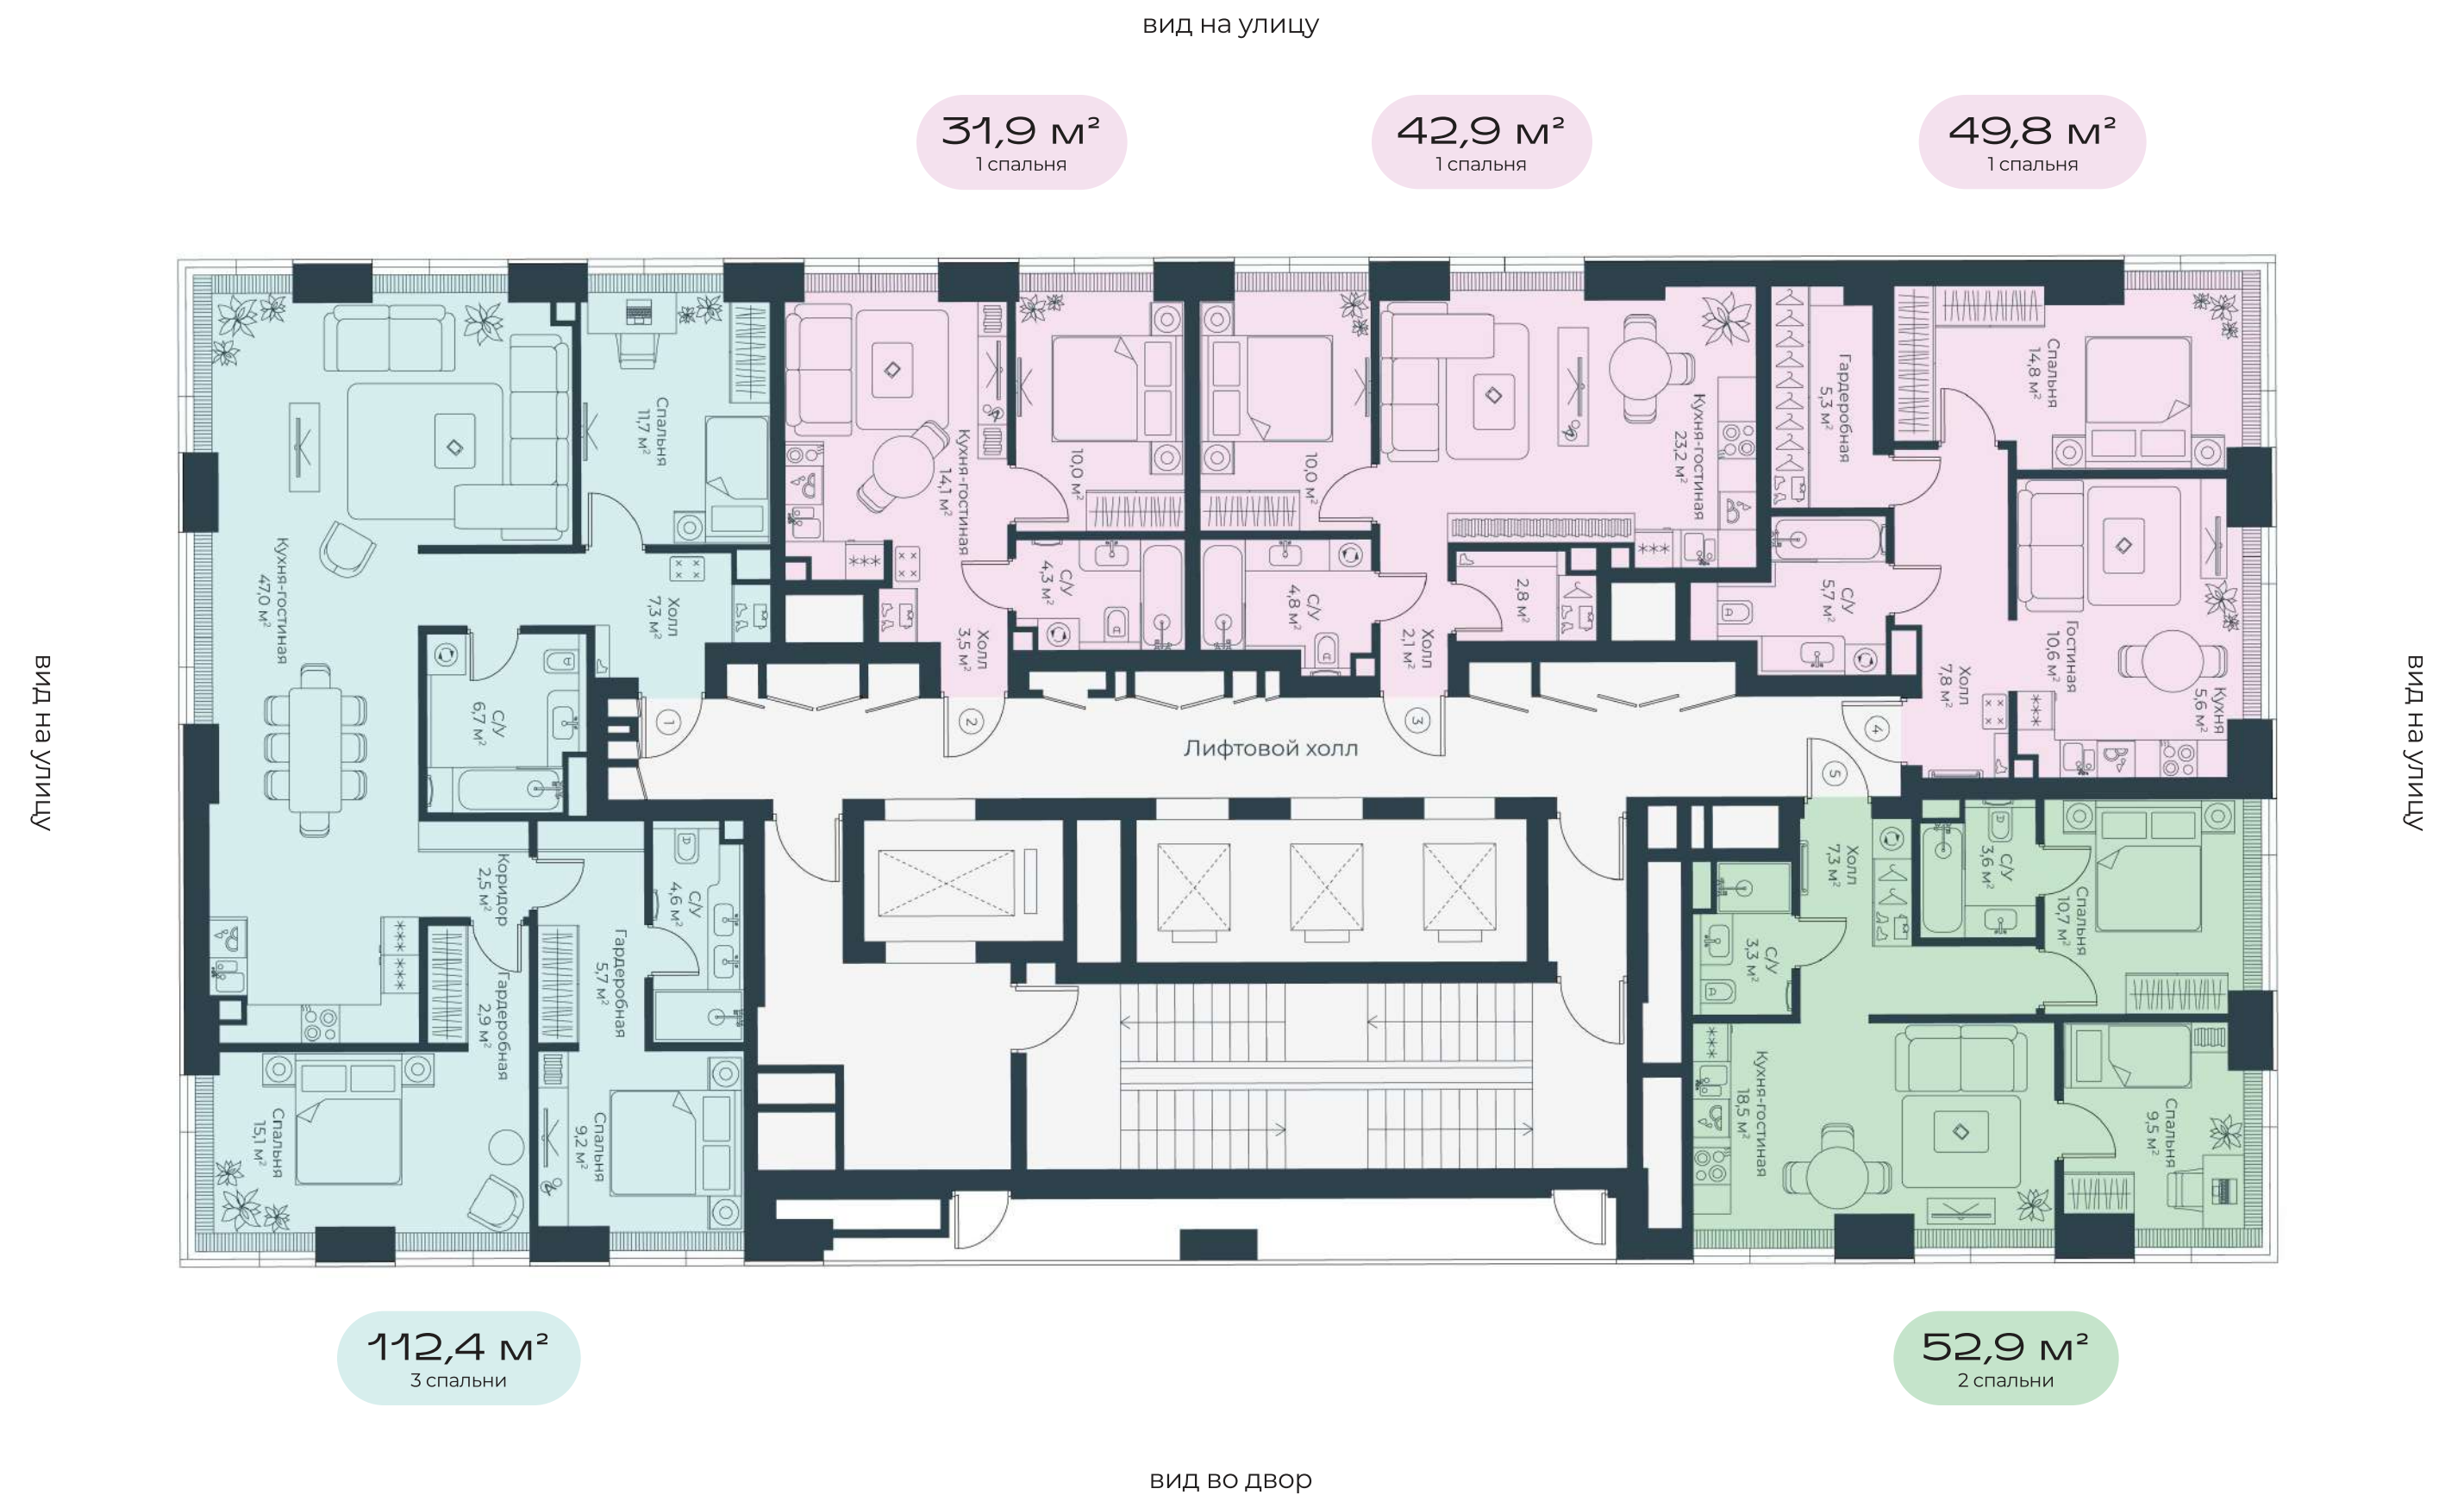 вид на улицу
31,9 м²
1 спальня
42,9 м²
1 спальня
49,8 м²
1 спальня
вид на улицу
Кухня-гостиная
47,0 м²
Спальня
11,7 м²
Холл
7,3 м²
С/У
6,7 м²
Коридор
2,5 м²
Гардеробная
2,9 м²
Гардеробная
5,7 м²
С/У
4,6 м²
Спальня
15,1 м²
Спальня
9,2 м²
1
Кухня-гостиная
14,1 м²
10,0 м²
С/У
4,3 м²
Холл
3,5 м²
2
10,0 м²
Кухня-гостиная
23,2 м²
С/У
4,8 м²
Холл
2,1 м²
2,8 м²
3
Лифтовой холл
Гардеробная
5,3 м²
Спальня
14,8 м²
С/У
5,7 м²
Холл
7,8 м²
Гостиная
10,6 м²
Кухня
5,6 м²
4
5
Холл
7,3 м²
С/У
3,6 м²
Спальня
10,7 м²
С/У
3,3 м²
Кухня-гостиная
18,5 м²
Спальня
9,5 м²
вид на улицу
112,4 м²
3 спальни
52,9 м²
2 спальни
вид во двор